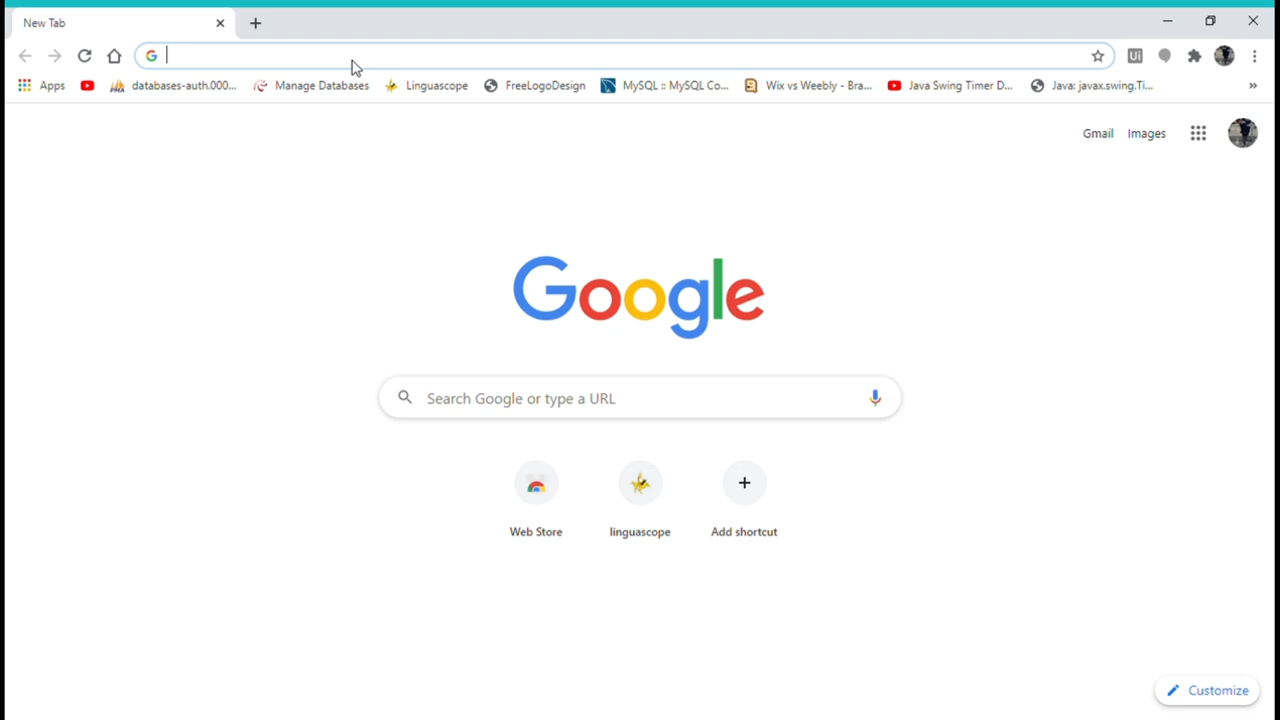 New Tab
Apps databases-auth.000... Manage Databases Linguascope FreeLogoDesign MySQL :: MySQL Co... Wix vs Weebly - Bra... Java Swing Timer D... Java: javax.swing.Ti... »
Gmail Images
Google
Search Google or type a URL
Web Store linguascope Add shortcut
Customize